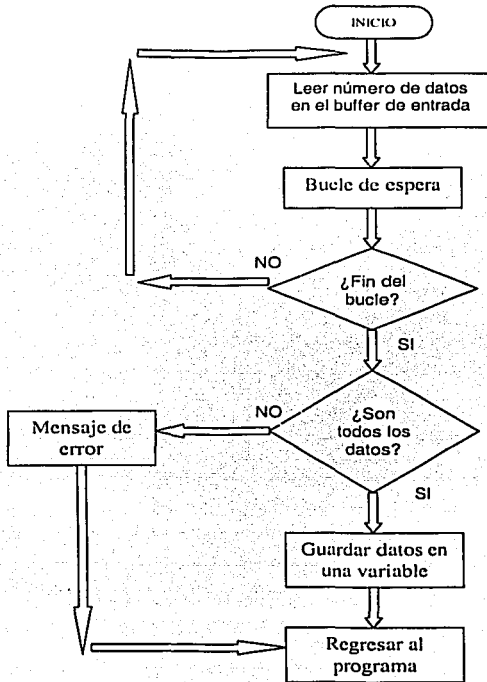 INICIO
Leer número de datos
en el buffer de entrada
Bucle de espera
NO
¿Fin del
bucle?
SI
NO
¿Son
todos los
datos?
Mensaje de
error
SI
Guardar datos en
una variable
Regresar al
programa